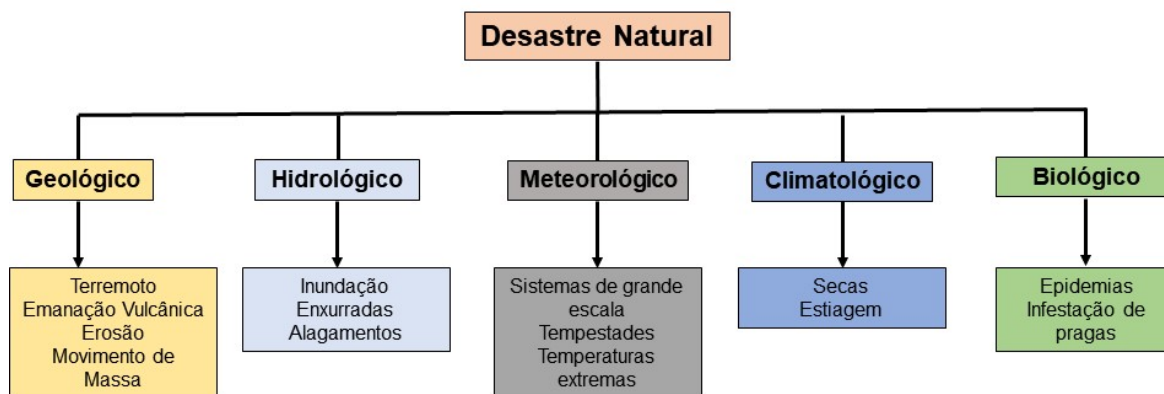 Desastre Natural
Geológico
Hidrológico
Meteorológico
Climatológico
Biológico
Terremoto
Emanação Vulcânica
Erosão
Movimento de
Massa
Inundação
Enxurradas
Alagamentos
Sistemas de grande
escala
Tempestades
Temperaturas
extremas
Secas
Estiagem
Epidemias
Infestação de
pragas